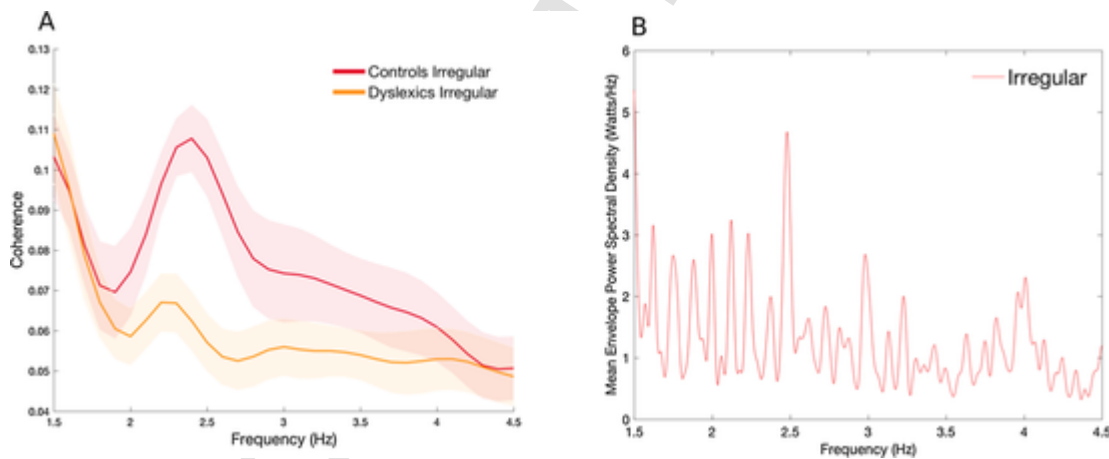 A
0.13
0.12
0.11
0.1
0.09
0.08
0.07
0.06
0.05
0.04
Coherence
Controls Irregular
Dyslexics Irregular
1.5 2 2.5 3 3.5 4 4.5
Frequency (Hz)
B
6
5
4
3
2
1
0
Mean Envelope Power Spectral Density (Watts/Hz)
Irregular
1.5 2 2.5 3 3.5 4 4.5
Frequency (Hz)